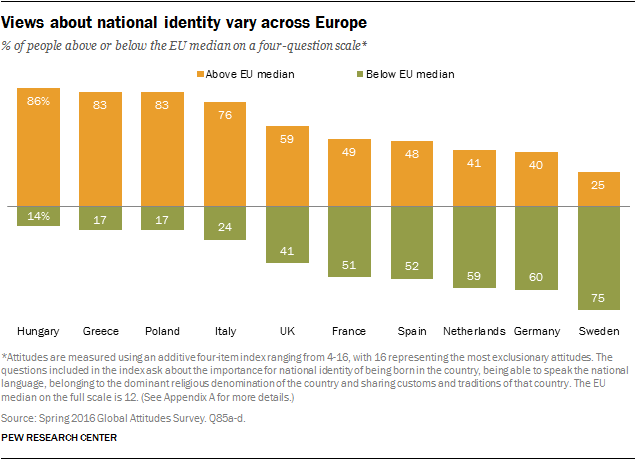 Views about national identity vary across Europe
% of people above or below the EU median on a four-question scale*
Above EU median Below EU median
86% 83 83 76 59 49 48 41 40 25
14% 17 17 24 41 51 52 59 60 75
Hungary Greece Poland Italy UK France Spain Netherlands Germany Sweden
*Attitudes are measured using an additive four-item index ranging from 4-16, with 16 representing the most exclusionary attitudes. The
questions included in the index ask about the importance for national identity of being born in the country, being able to speak the national
language, belonging to the dominant religious denomination of the country and sharing customs and traditions of that country. The EU
median on the full scale is 12. (See Appendix A for more details.)
Source: Spring 2016 Global Attitudes Survey. Q85a-d.
PEW RESEARCH CENTER